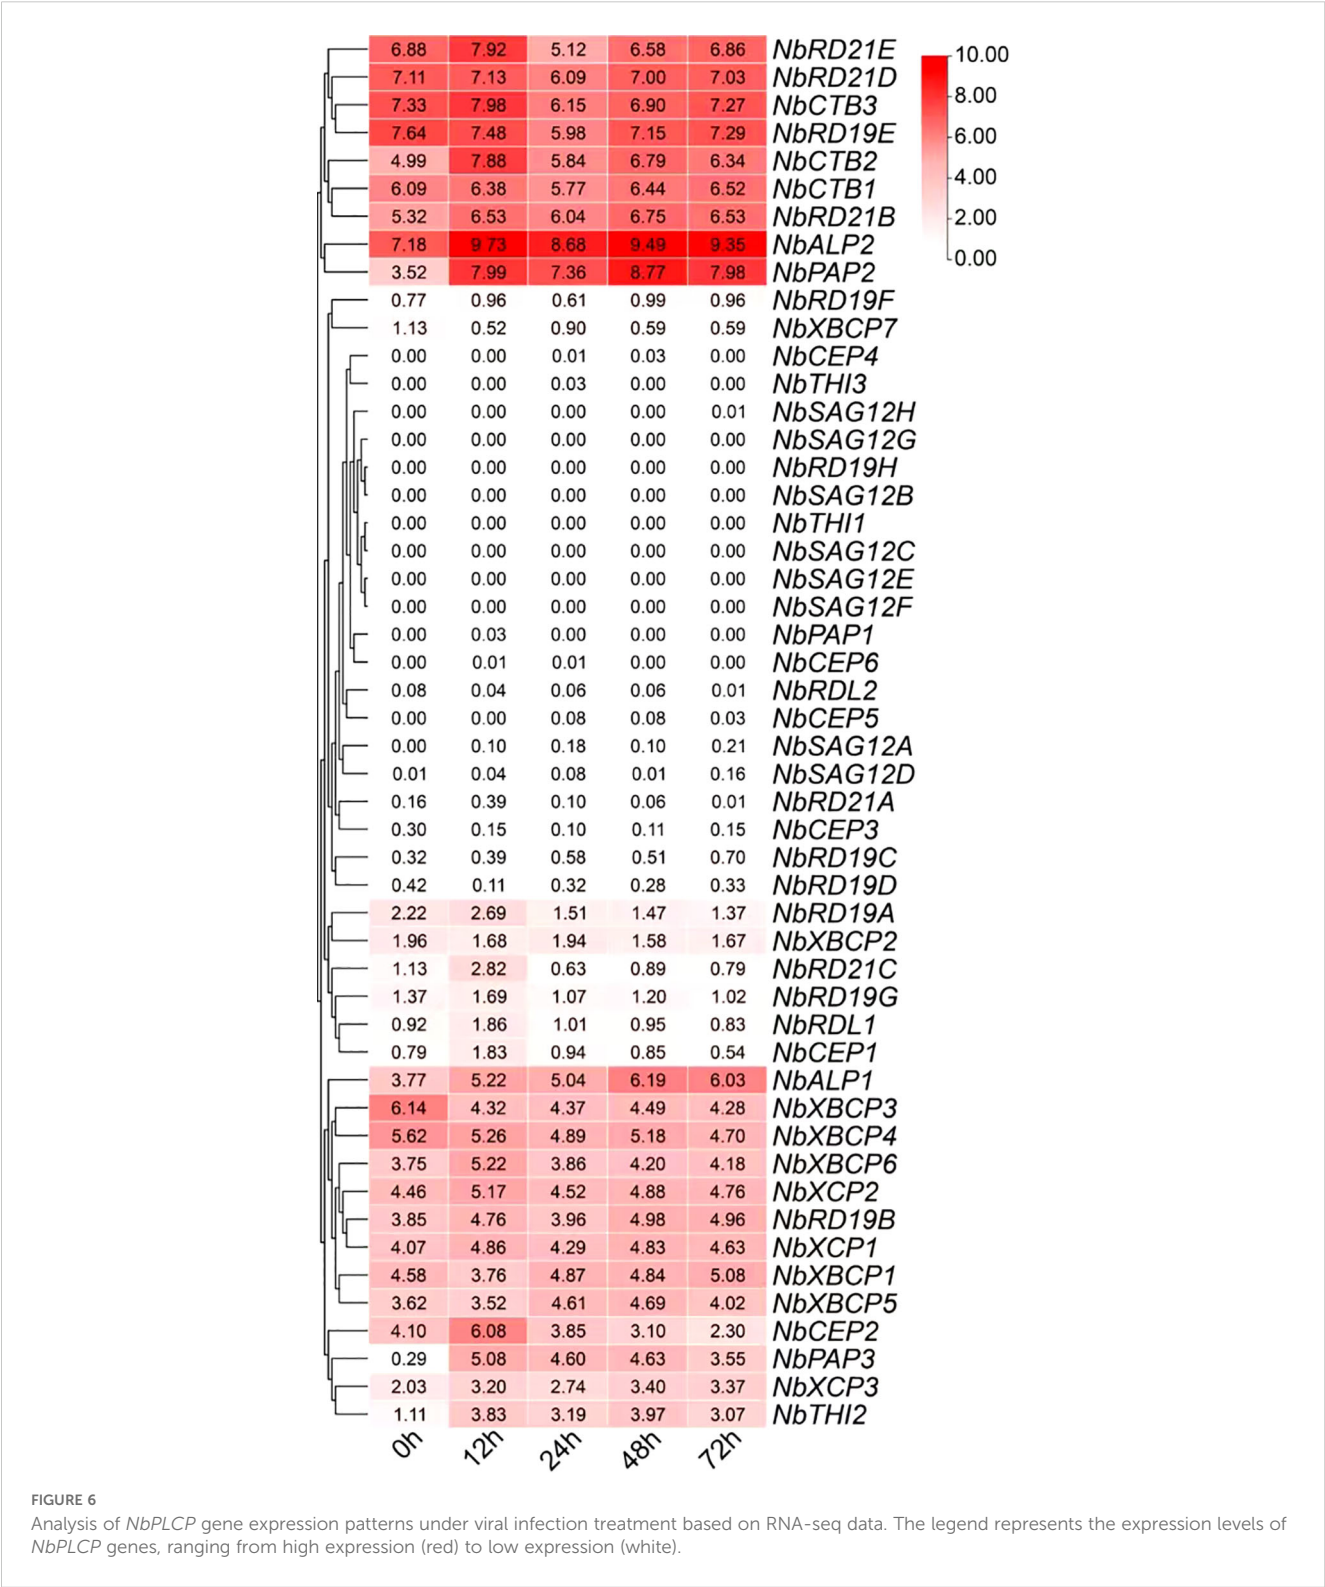 6.88 7.92 5.12 6.58 6.86 NbRD21E
7.11 7.13 6.09 7.00 7.03 NbRD21D
7.33 7.98 6.15 6.90 7.27 NbCTB3
7.64 7.48 5.98 7.15 7.29 NbRD19E
4.99 7.88 5.84 6.79 6.34 NbCTB2
6.09 6.38 5.77 6.44 6.52 NbCTB1
5.32 6.53 6.04 6.75 6.53 NbRD21B
7.18 9.73 8.68 9.49 9.35 NbALP2
3.52 7.99 7.36 8.77 7.98 NbPAP2
0.77 0.96 0.61 0.99 0.96 NbRD19F
1.13 0.52 0.90 0.59 0.59 NbXBCP7
0.00 0.00 0.01 0.03 0.00 NbCEP4
0.00 0.00 0.03 0.00 0.00 NbTHI3
0.00 0.00 0.00 0.00 0.01 NbSAG12H
0.00 0.00 0.00 0.00 0.00 NbSAG12G
0.00 0.00 0.00 0.00 0.00 NbRD19H
0.00 0.00 0.00 0.00 0.00 NbSAG12B
0.00 0.00 0.00 0.00 0.00 NbTHI1
0.00 0.00 0.00 0.00 0.00 NbSAG12C
0.00 0.00 0.00 0.00 0.00 NbSAG12E
0.00 0.00 0.00 0.00 0.00 NbSAG12F
0.00 0.03 0.00 0.00 0.00 NbPAP1
0.00 0.01 0.01 0.00 0.00 NbCEP6
0.08 0.04 0.06 0.06 0.01 NbRDL2
0.00 0.00 0.08 0.08 0.03 NbCEP5
0.00 0.10 0.18 0.10 0.21 NbSAG12A
0.01 0.04 0.08 0.01 0.16 NbSAG12D
0.16 0.39 0.10 0.06 0.01 NbRD21A
0.30 0.15 0.10 0.11 0.15 NbCEP3
0.32 0.39 0.58 0.51 0.70 NbRD19C
0.42 0.11 0.32 0.28 0.33 NbRD19D
2.22 2.69 1.51 1.47 1.37 NbRD19A
1.96 1.68 1.94 1.58 1.67 NbXBCP2
1.13 2.82 0.63 0.89 0.79 NbRD21C
1.37 1.69 1.07 1.20 1.02 NbRD19G
0.92 1.86 1.01 0.95 0.83 NbRDL1
0.79 1.83 0.94 0.85 0.54 NbCEP1
3.77 5.22 5.04 6.19 6.03 NbALP1
6.14 4.32 4.37 4.49 4.28 NbXBCP3
5.62 5.26 4.89 5.18 4.70 NbXBCP4
3.75 5.22 3.86 4.20 4.18 NbXBCP6
4.46 5.17 4.52 4.88 4.76 NbXCP2
3.85 4.76 3.96 4.98 4.96 NbRD19B
4.07 4.86 4.29 4.83 4.63 NbXCP1
4.58 3.76 4.87 4.84 5.08 NbXBCP1
3.62 3.52 4.61 4.69 4.02 NbXBCP5
4.10 6.08 3.85 3.10 2.30 NbCEP2
0.29 5.08 4.60 4.63 3.55 NbPAP3
2.03 3.20 2.74 3.40 3.37 NbXCP3
1.11 3.83 3.19 3.97 3.07 NbTHI2
0h 12h 24h 48h 72h
10.00
8.00
6.00
4.00
2.00
0.00
FIGURE 6
Analysis of NbPLCP gene expression patterns under viral infection treatment based on RNA-seq data. The legend represents the expression levels of
NbPLCP genes, ranging from high expression (red) to low expression (white).